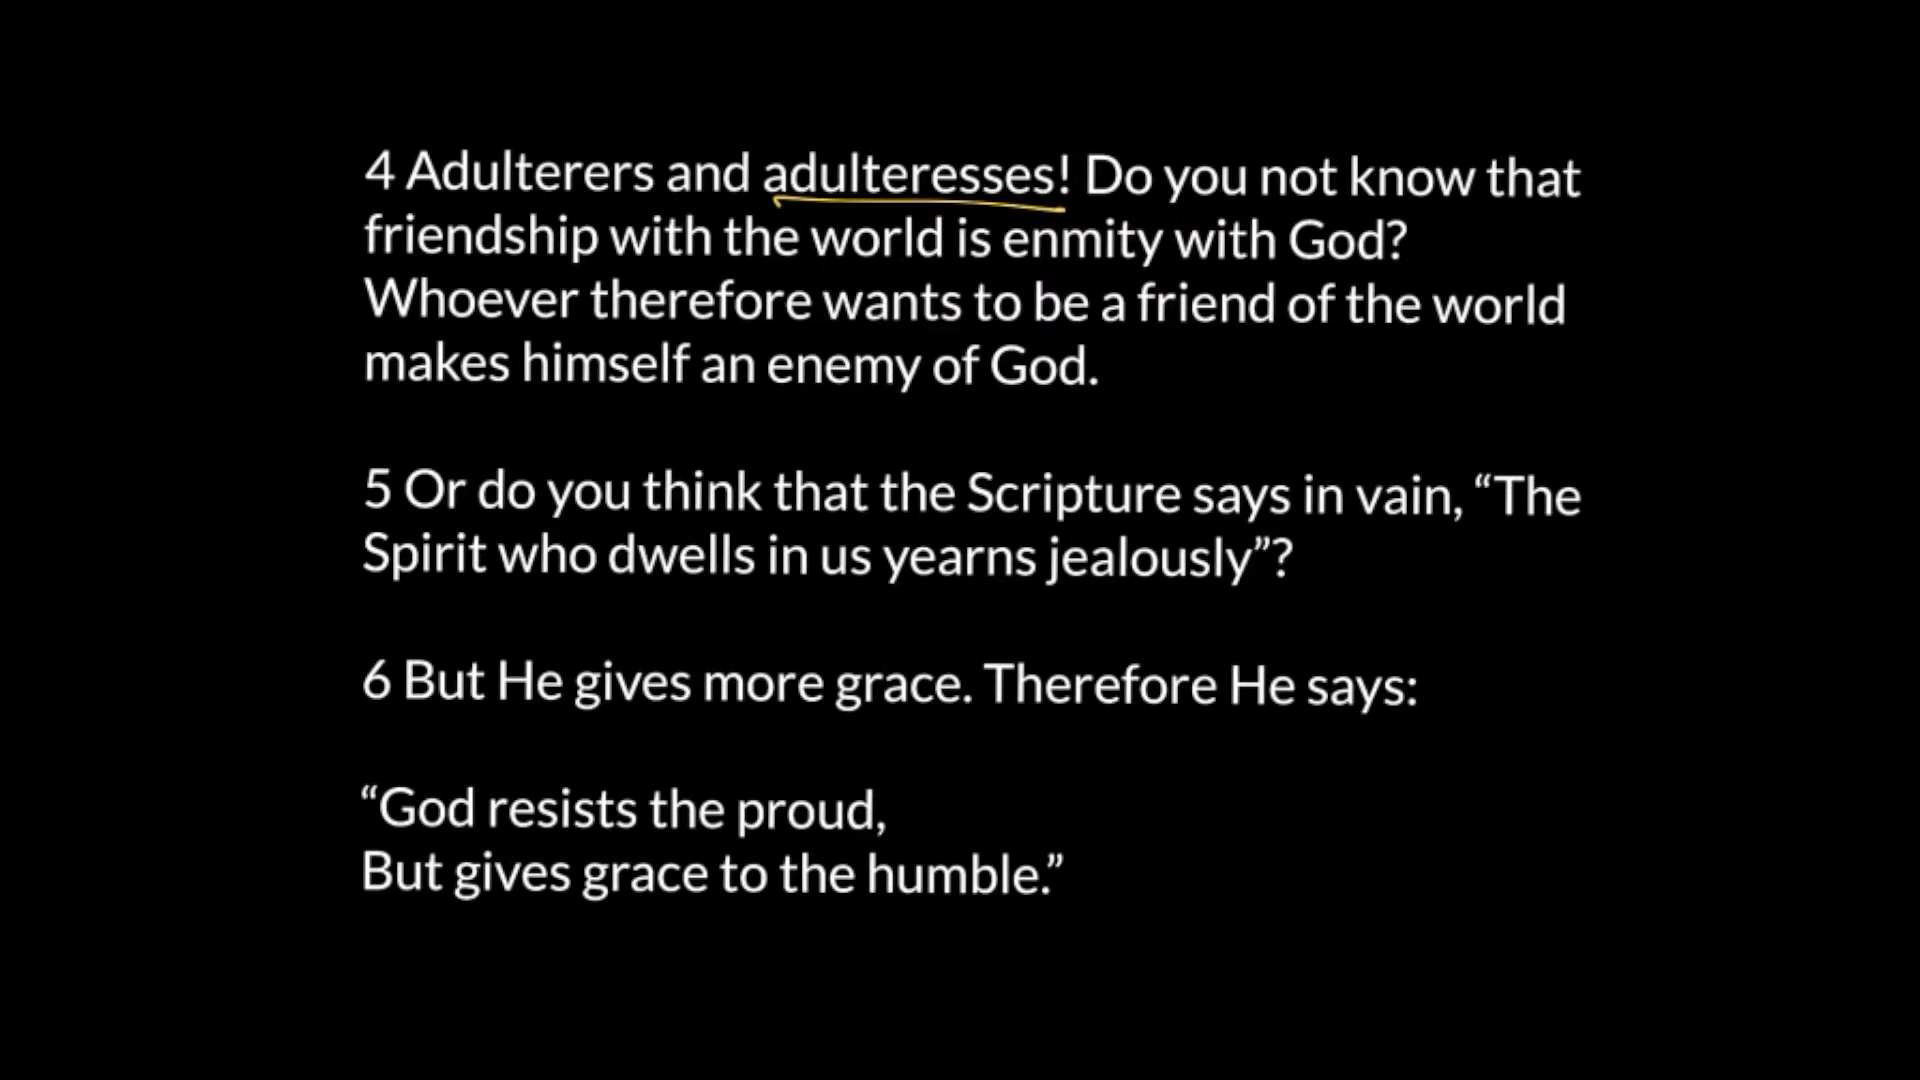 4 Adulterers and adulteresses! Do you not know that
friendship with the world is enmity with God?
Whoever therefore wants to be a friend of the world
makes himself an enemy of God.
5 Or do you think that the Scripture says in vain, “The
Spirit who dwells in us yearns jealously”?
6 But He gives more grace. Therefore He says:
“God resists the proud,
But gives grace to the humble.”